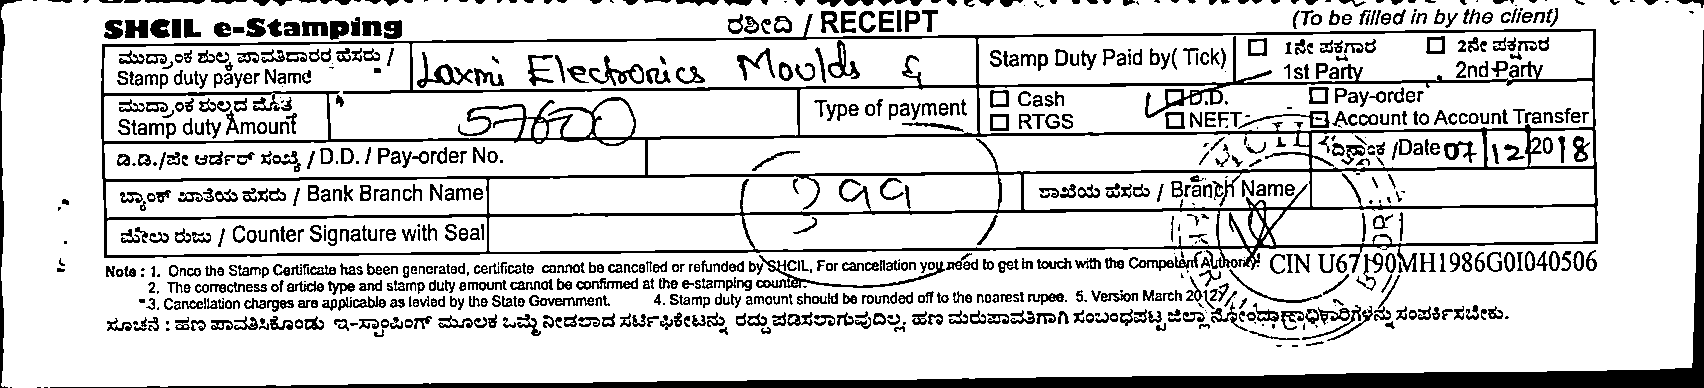 SHCIL e-Stamping ರಶೀದಿ / RECEIPT (To be filled in by the client)
ಮುದ್ರಾಂಕ ಶುಲ್ಕ ಪಾವತಿದಾರರ ಹೆಸರು / Stamp duty payer Name Laxmi Electronics Moulds & Stamp Duty Paid by( Tick) ☐ 1ನೇ ಪಕ್ಷಗಾರ 1st Party ☐ 2ನೇ ಪಕ್ಷಗಾರ 2nd Party
ಮುದ್ರಾಂಕ ಶುಲ್ಕದ ಮೊತ್ತ Stamp duty Amount 57600 Type of payment ☐ Cash ☐ D.D. ☐ Pay-order
☐ RTGS ☐ NEFT ☐ Account to Account Transfer
ಡಿ.ಡಿ./ಪೇ ಆರ್ಡರ್ ಸಂಖ್ಯೆ / D.D. / Pay-order No. ದಿನಾಂಕ /Date 07 12 2018
ಬ್ಯಾಂಕ್ ಖಾತೆಯ ಹೆಸರು / Bank Branch Name 399 ಶಾಖೆಯ ಹೆಸರು / Branch Name
ಮೇಲು ರುಜು / Counter Signature with Seal
Note : 1. Once the Stamp Certificate has been generated, certificate cannot be cancelled or refunded by SHCIL, For cancellation you need to get in touch with the Competent Authority. CIN U67190MH1986GOI040506
2. The correctness of article type and stamp duty amount cannot be confirmed at the e-stamping counter.
3. Cancellation charges are applicable as levied by the State Government. 4. Stamp duty amount should be rounded off to the nearest rupee. 5. Version March 2012
ಸೂಚನೆ : ಹಣ ಪಾವತಿಸಿಕೊಂಡು ಇ-ಸ್ಟಾಂಪಿಂಗ್ ಮೂಲಕ ಒಮ್ಮೆ ನೀಡಲಾದ ಸರ್ಟಿಫಿಕೇಟನ್ನು ರದ್ದುಪಡಿಸಲಾಗುವುದಿಲ್ಲ. ಹಣ ಮರುಪಾವತಿಗಾಗಿ ಸಂಬಂಧಪಟ್ಟ ಜಿಲ್ಲಾ ನೋಂದಾಣಾಧಿಕಾರಿಗಳನ್ನು ಸಂಪರ್ಕಿಸಬೇಕು.